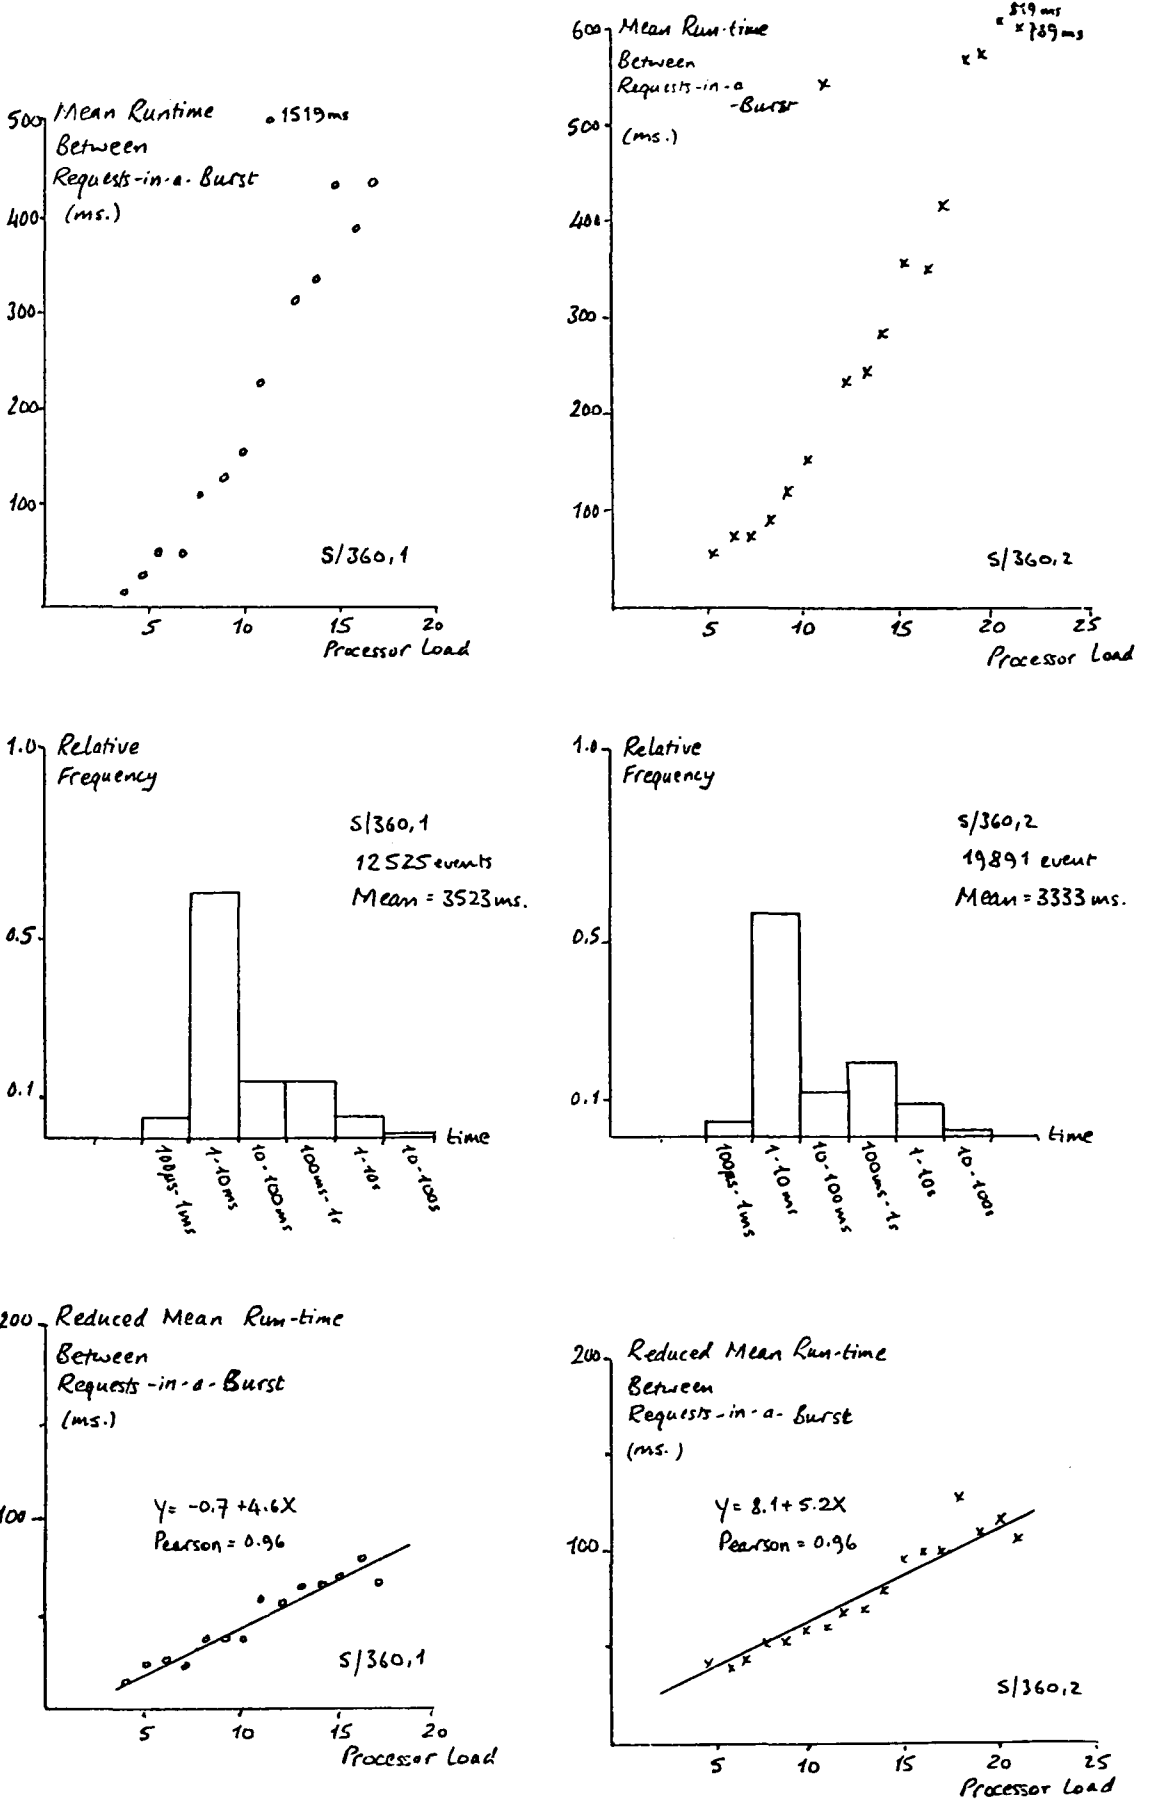 500 Mean Runtime
1519ms
Between
Requests-in-a-Burst
400 (ms.)
300
200
100
S/360,1
5 10 15 20
Processor Load
819 ms
600 Mean Run-time
789ms
Between
Requests-in-a
-Burst
500
(ms.)
400
300
200
100
S/360,2
5 10 15 20 25
Processor Load
1.0 Relative
Frequency
S/360,1
12525 events
Mean = 3523ms.
0.5
0.1
time
100μs-1ms
1-10ms
10-100ms
100ms-1s
1-10s
10-100s
1.0 Relative
Frequency
S/360,2
19891 event
Mean = 3333ms.
0.5
0.1
time
100μs-1ms
1-10ms
10-100ms
100ms-1s
1-10s
10-100s
200 Reduced Mean Run-time
Between
Requests-in-a-Burst
(ms.)
100
Y= -0.7 +4.6X
Pearson = 0.96
S/360,1
5 10 15 20
Processor Load
200 Reduced Mean Run-time
Between
Requests-in-a-Burst
(ms.)
Y= 8.1+5.2X
Pearson = 0.96
100
S/360,2
5 10 15 20 25
Processor Load